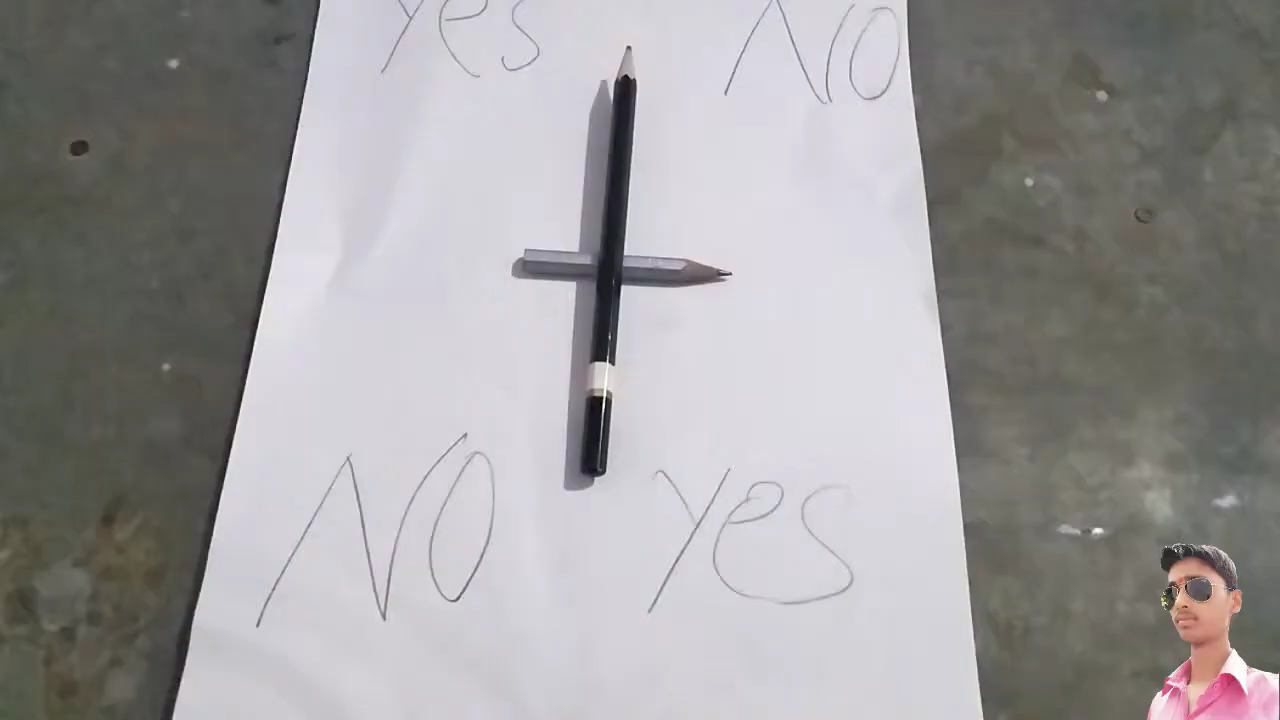 yes NO
NO yes